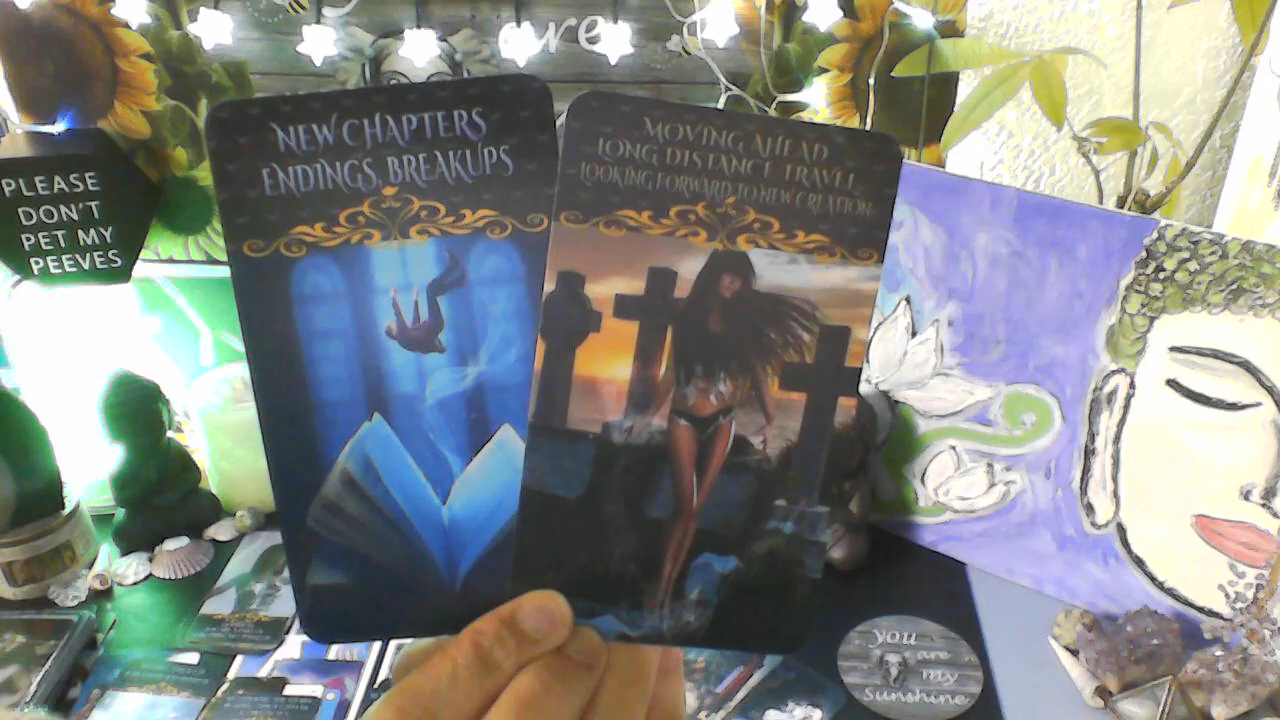 are
PLEASE
DON'T
PET MY
PEEVES
NEW CHAPTERS
ENDINGS, BREAKUPS
MOVING AHEAD
LONG DISTANCE TRAVEL
LOOKING FORWARD TO NEW CREATION
you
are
my
Sunshine